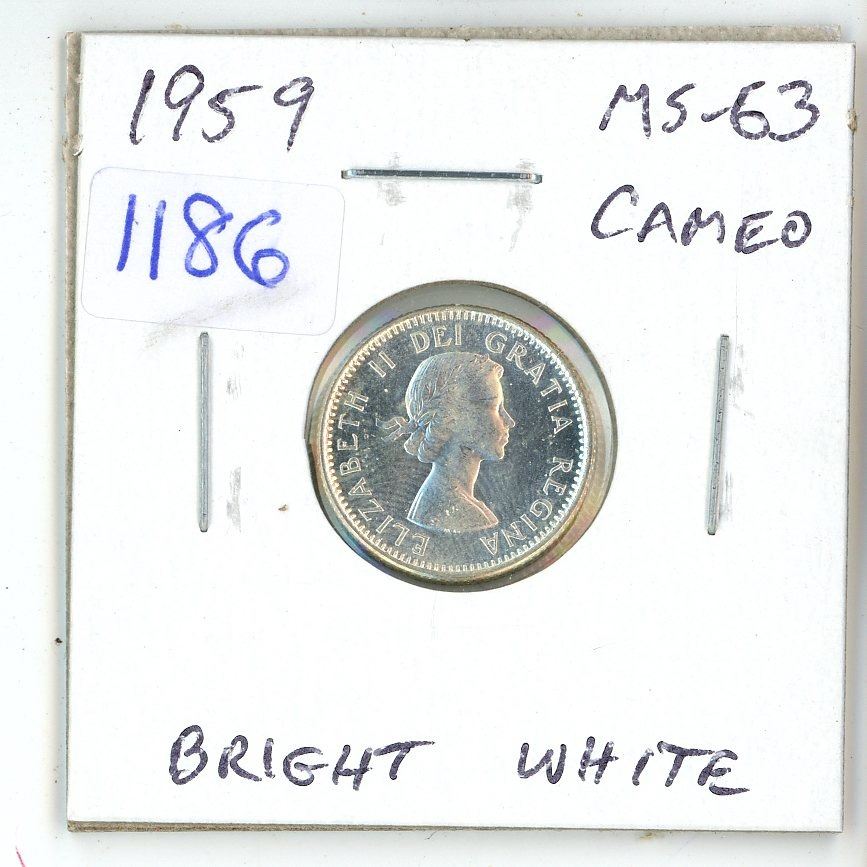 1959 MS-63
1186 CAMEO
ELIZABETH II DEI GRATIA REGINA
BRIGHT WHITE